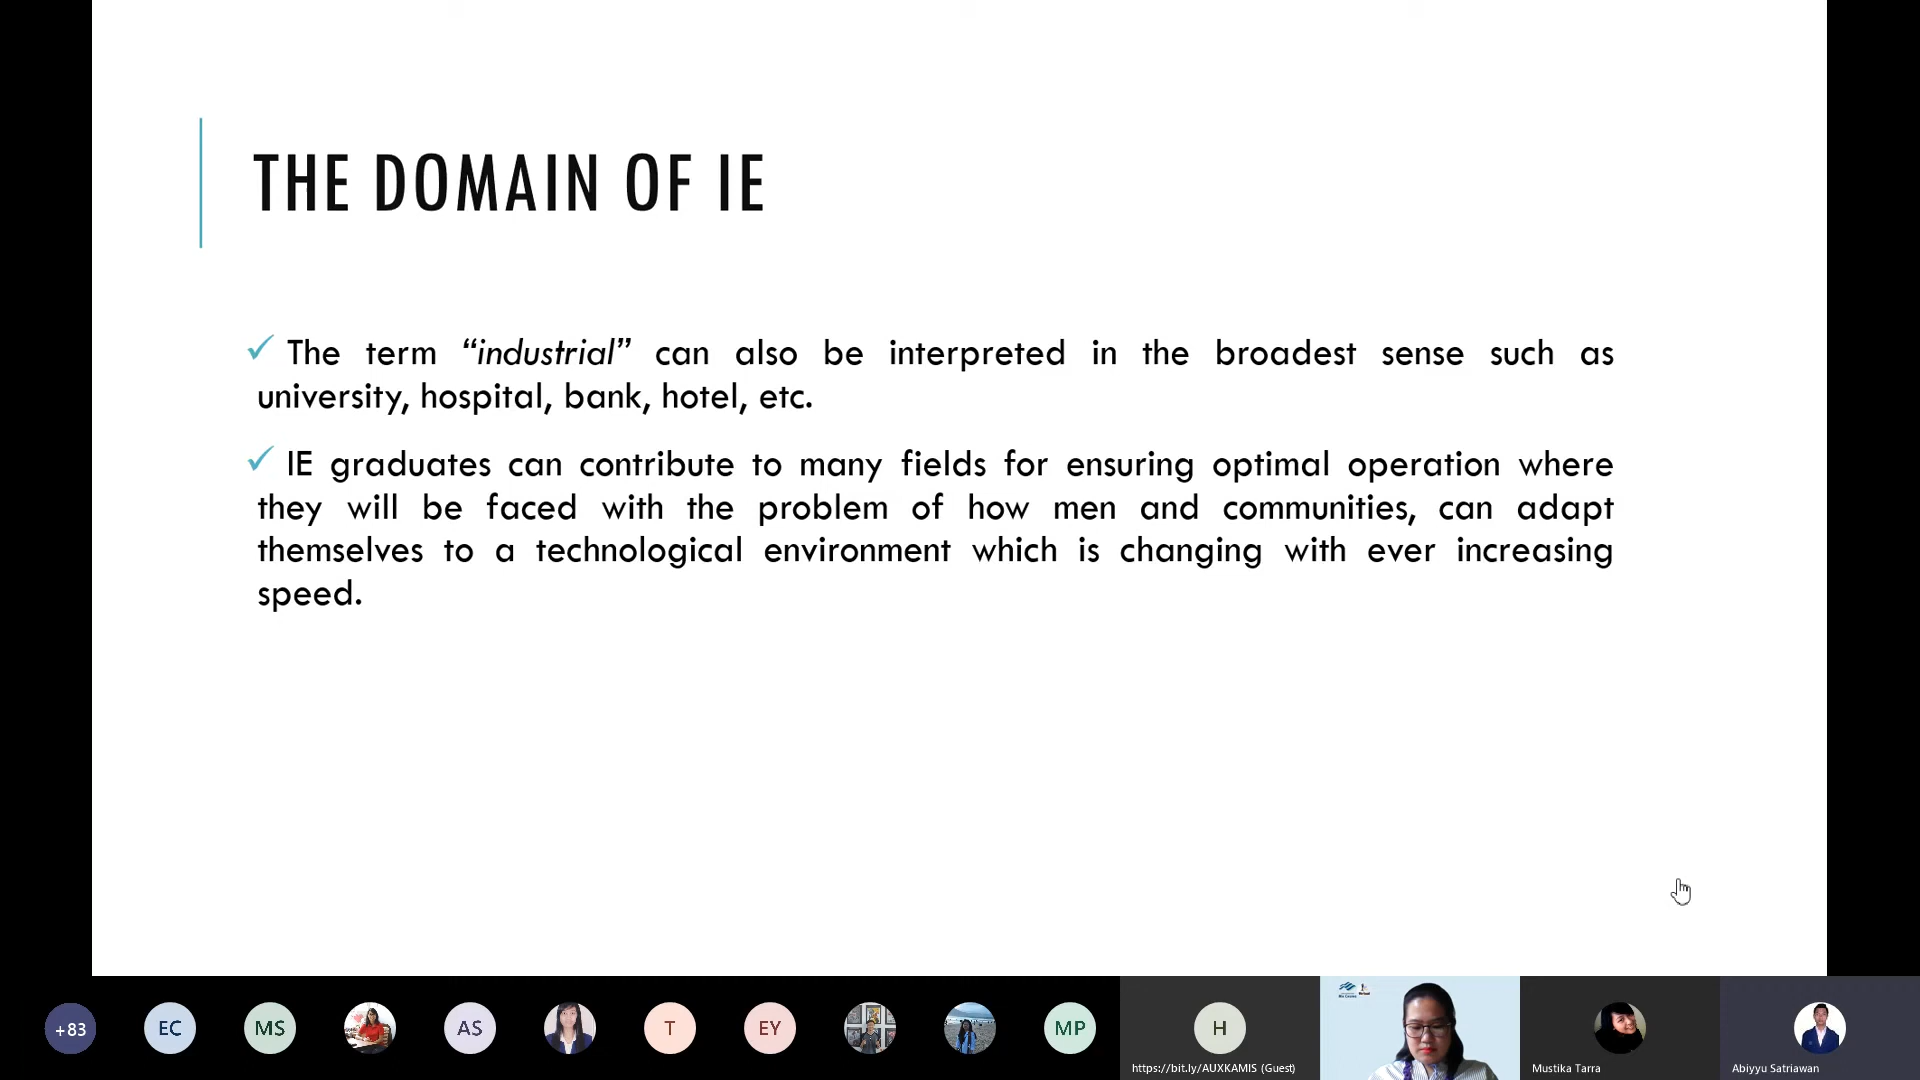 THE DOMAIN OF IE
✓ The term “industrial” can also be interpreted in the broadest sense such as
university, hospital, bank, hotel, etc.
✓ IE graduates can contribute to many fields for ensuring optimal operation where
they will be faced with the problem of how men and communities, can adapt
themselves to a technological environment which is changing with ever increasing
speed.
+83
EC
MS
AS
T
EY
MP
H
https://bit.ly/AUXKAMIS (Guest)
Mustika Tarra
Abiyyu Satriawan